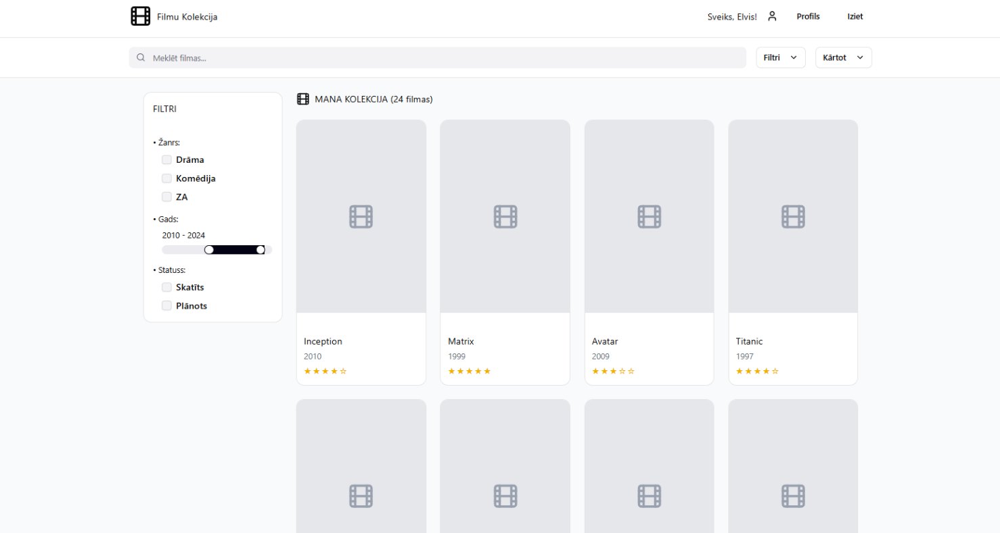 Filmu Kolekcija
Sveiks, Elvis!
Profils
Iziet
Meklēt filmas...
Filtri
Kārtot
FILTRI
• Žanrs:
Drāma
Komēdija
ZA
• Gads:
2010 - 2024
• Statuss:
Skatīts
Plānots
MANA KOLEKCIJA (24 filmas)
Inception
2010
★★★★☆
Matrix
1999
★★★★★
Avatar
2009
★★★☆☆
Titanic
1997
★★★★☆